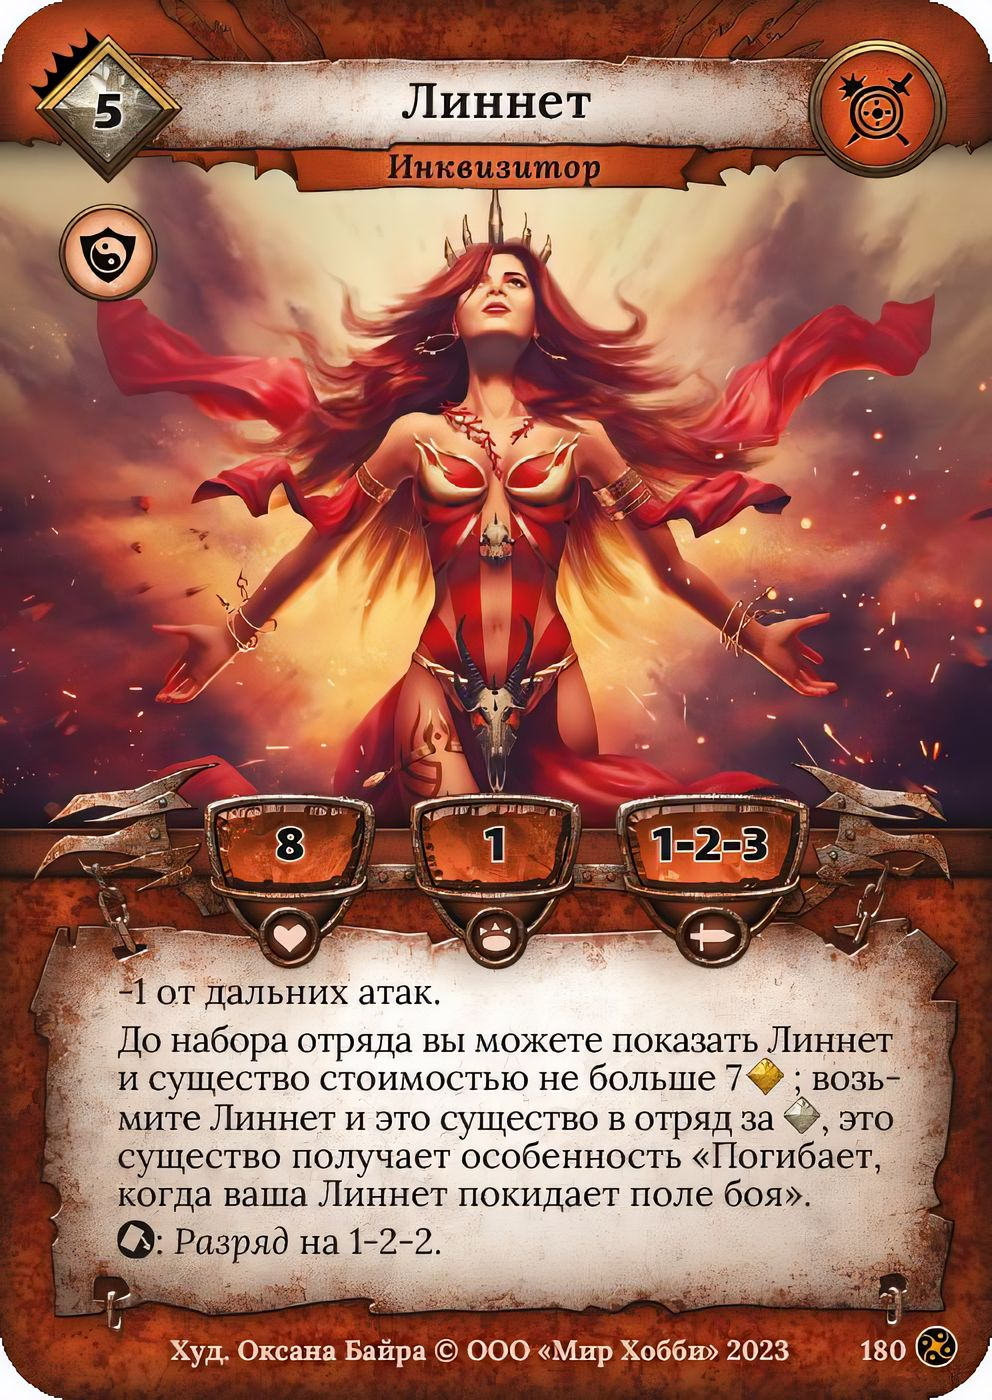 5
Линнет
Инквизитор
8
1
1-2-3
-1 от дальних атак.
До набора отряда вы можете показать Линнет
и существо стоимостью не больше 7 ; возь-
мите Линнет и это существо в отряд за , это
существо получает особенность «Погибает,
когда ваша Линнет покидает поле боя».
: Разряд на 1-2-2.
Худ. Оксана Байра © ООО «Мир Хобби» 2023
180